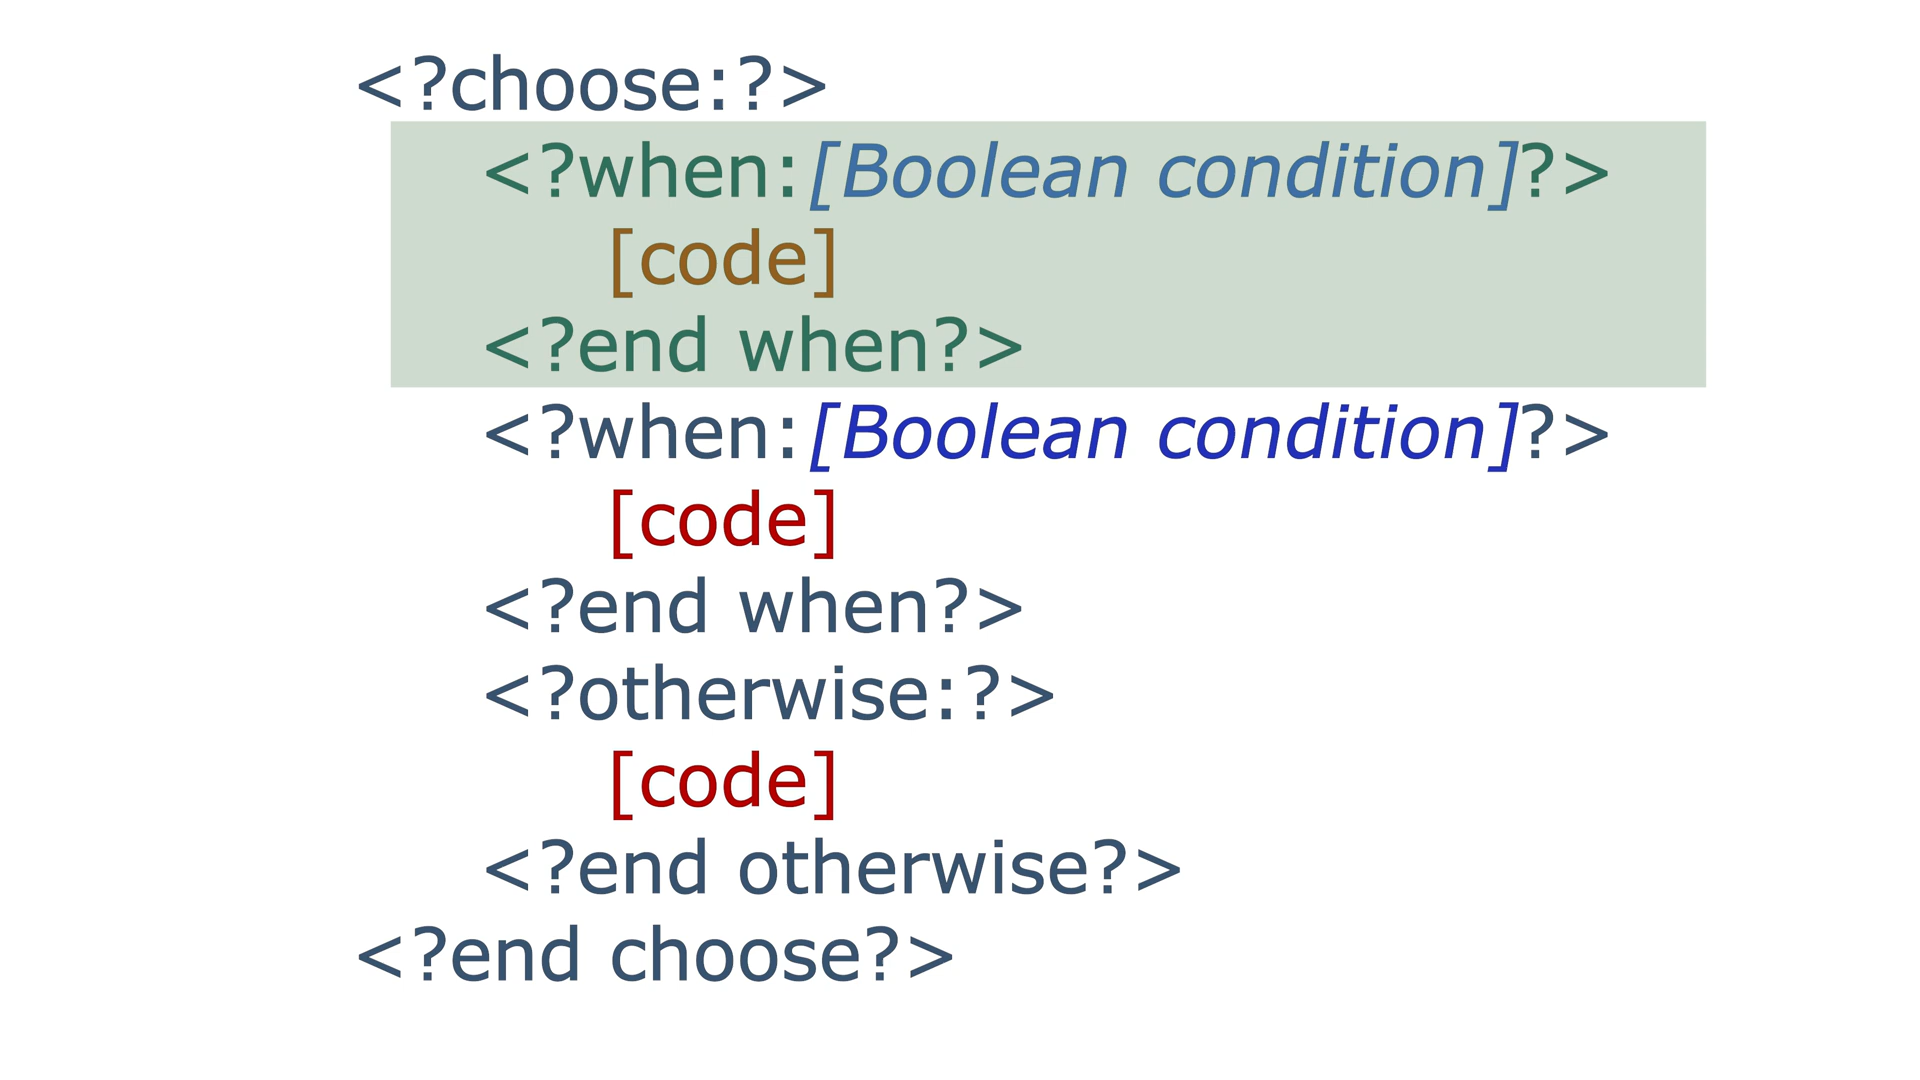 <?choose:?>
<?when:[Boolean condition]?>
[code]
<?end when?>
<?when:[Boolean condition]?>
[code]
<?end when?>
<?otherwise:?>
[code]
<?end otherwise?>
<?end choose?>